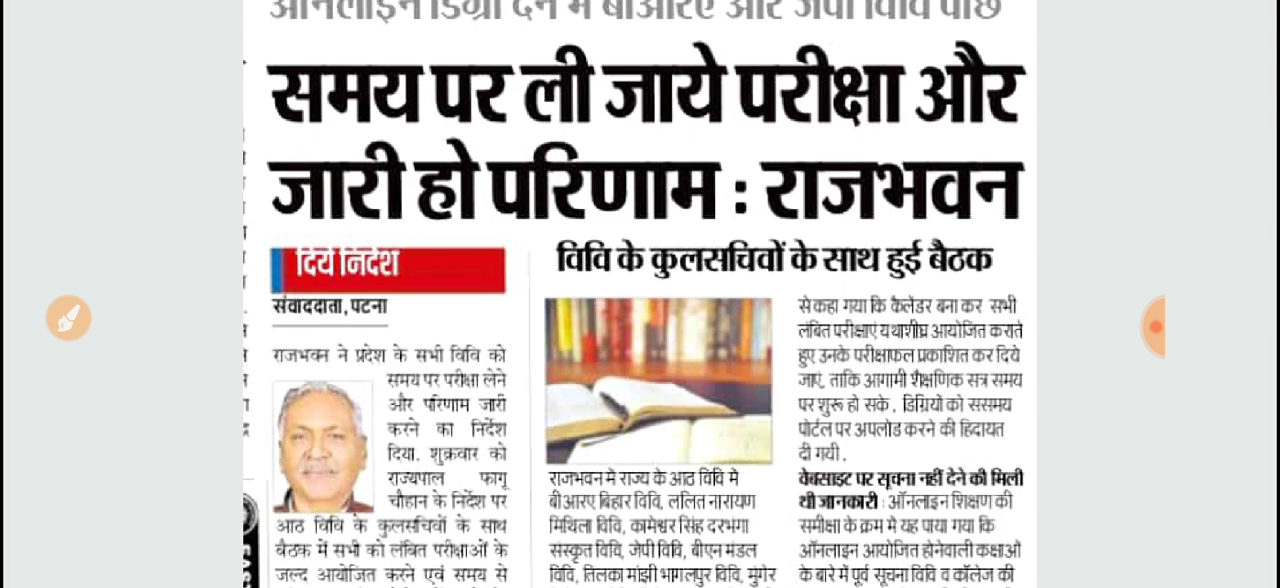 ऑनलाइन डिग्री देने में बीआरए और जेपी विवि पीछे
समय पर ली जाये परीक्षा और
जारी हो परिणाम : राजभवन
दिये निर्देश
संवाददाता, पटना
राजभवन ने प्रदेश के सभी विवि को
समय पर परीक्षा लेने
और परिणाम जारी
करने का निर्देश
दिया. शुक्रवार को
राज्यपाल फागू
चौहान के निर्देश पर
आठ विवि के कुलसचिवों के साथ
बैठक में सभी को लंबित परीक्षाओं के
जल्द आयोजित करने एवं समय से
विवि के कुलसचिवों के साथ हुई बैठक
राजभवन में राज्य के आठ विवि में
बीआरए बिहार विवि, ललित नारायण
मिथिला विवि, कामेश्वर सिंह दरभंगा
संस्कृत विवि, जेपी विवि, बीएन मंडल
विवि, तिलका मांझी भागलपुर विवि, मुंगेर
से कहा गया कि कैलेंडर बना कर सभी
लंबित परीक्षाएं यथाशीघ्र आयोजित कराते
हुए उनके परीक्षाफल प्रकाशित कर दिये
जाएं, ताकि आगामी शैक्षणिक सत्र समय
पर शुरू हो सके . डिग्रियों को ससमय
पोर्टल पर अपलोड करने की हिदायत
दी गयी .
वेबसाइट पर सूचना नहीं देने की मिली
थी जानकारी : ऑनलाइन शिक्षण की
समीक्षा के क्रम मे यह पाया गया कि
ऑनलाइन आयोजित होनेवाली कक्षाओं
के बारे में पूर्व सूचना विवि व कॉलेज की